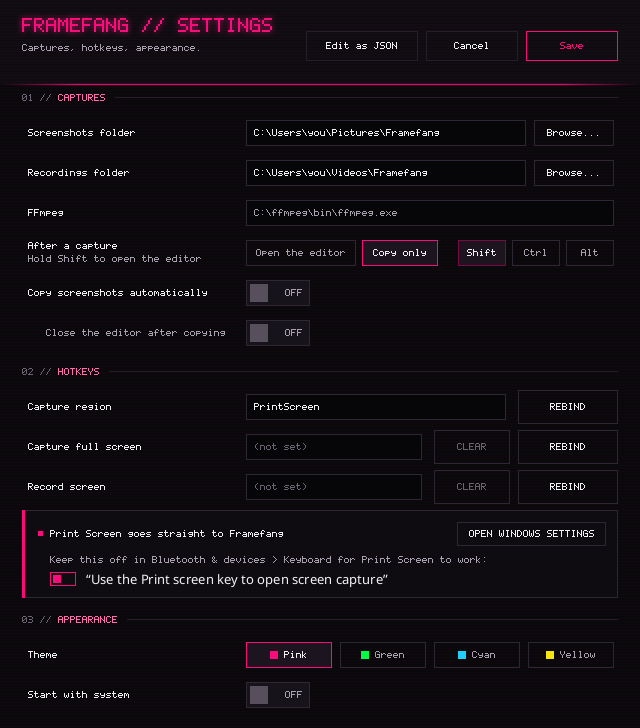 FRAMEFANG // SETTINGS
Captures, hotkeys, appearance.
Edit as JSON
Cancel
Save
01 // CAPTURES
Screenshots folder
C:\Users\you\Pictures\Framefang
Browse...
Recordings folder
C:\Users\you\Videos\Framefang
Browse...
FFmpeg
C:\ffmpeg\bin\ffmpeg.exe
After a capture
Hold Shift to open the editor
Open the editor
Copy only
Shift
Ctrl
Alt
Copy screenshots automatically
OFF
Close the editor after copying
OFF
02 // HOTKEYS
Capture region
PrintScreen
REBIND
Capture full screen
(not set)
CLEAR
REBIND
Record screen
(not set)
CLEAR
REBIND
Print Screen goes straight to Framefang
OPEN WINDOWS SETTINGS
Keep this off in Bluetooth & devices > Keyboard for Print Screen to work:
“Use the Print screen key to open screen capture”
03 // APPEARANCE
Theme
Pink
Green
Cyan
Yellow
Start with system
OFF